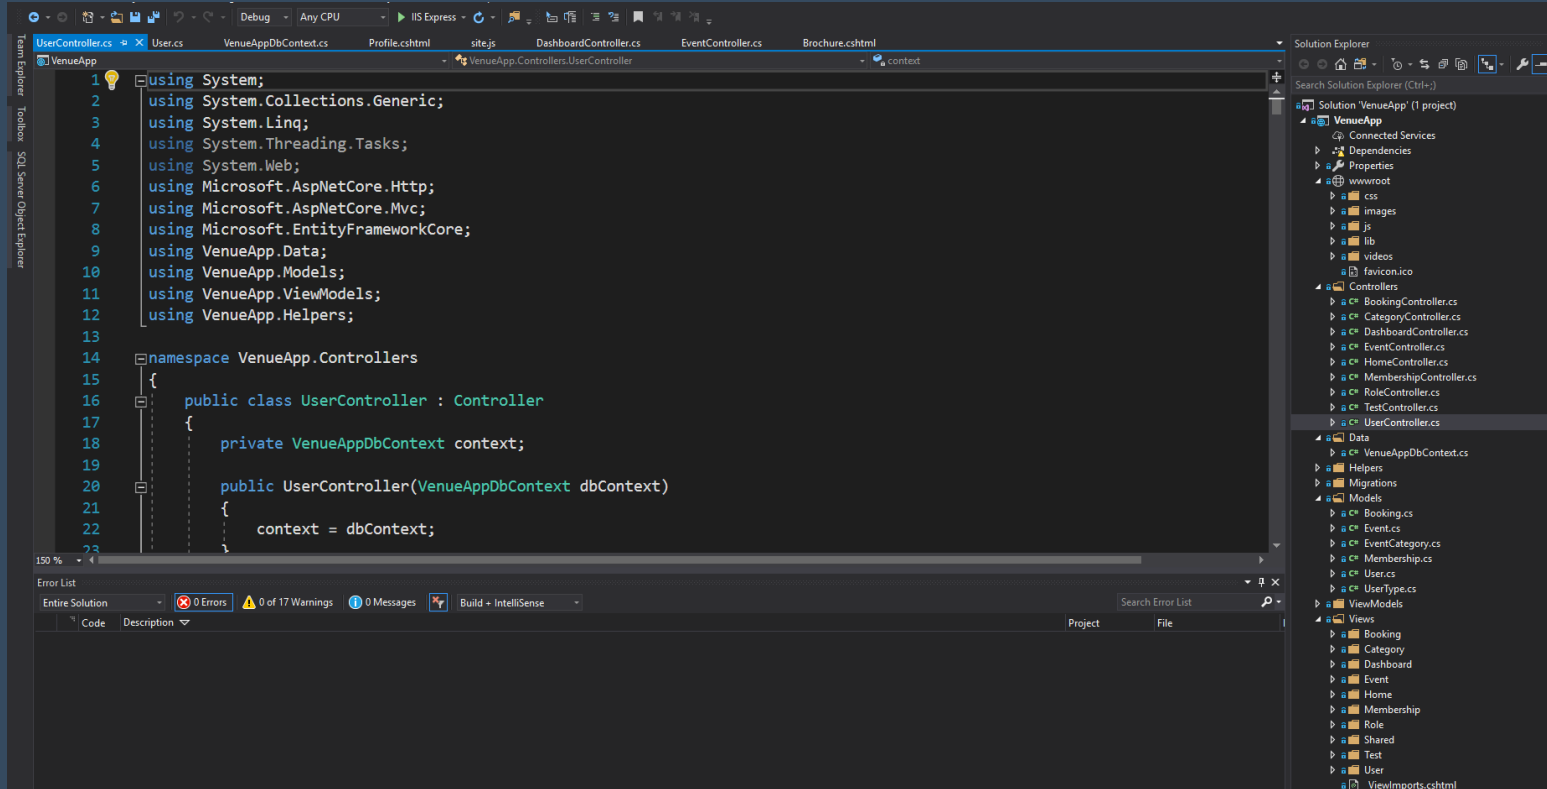 Debug Any CPU IIS Express
UserController.cs User.cs VenueAppDbContext.cs Profile.cshtml site.js DashboardController.cs EventController.cs Brochure.cshtml
VenueApp VenueApp.Controllers.UserController context
Team Explorer
Toolbox
SQL Server Object Explorer
1 using System;
2 using System.Collections.Generic;
3 using System.Linq;
4 using System.Threading.Tasks;
5 using System.Web;
6 using Microsoft.AspNetCore.Http;
7 using Microsoft.AspNetCore.Mvc;
8 using Microsoft.EntityFrameworkCore;
9 using VenueApp.Data;
10 using VenueApp.Models;
11 using VenueApp.ViewModels;
12 using VenueApp.Helpers;
13
14 namespace VenueApp.Controllers
15 {
16 public class UserController : Controller
17 {
18 private VenueAppDbContext context;
19
20 public UserController(VenueAppDbContext dbContext)
21 {
22 context = dbContext;
23 }
150 %
Error List
Entire Solution 0 Errors 0 of 17 Warnings 0 Messages Build + IntelliSense Search Error List
Code Description Project File
Solution Explorer
Search Solution Explorer (Ctrl+;)
Solution 'VenueApp' (1 project)
VenueApp
Connected Services
Dependencies
Properties
wwwroot
css
images
js
lib
videos
favicon.ico
Controllers
C# BookingController.cs
C# CategoryController.cs
C# DashboardController.cs
C# EventController.cs
C# HomeController.cs
C# MembershipController.cs
C# RoleController.cs
C# TestController.cs
C# UserController.cs
Data
C# VenueAppDbContext.cs
Helpers
Migrations
Models
C# Booking.cs
C# Event.cs
C# EventCategory.cs
C# Membership.cs
C# User.cs
C# UserType.cs
ViewModels
Views
Booking
Category
Dashboard
Event
Home
Membership
Role
Shared
Test
User
_ViewImports.cshtml